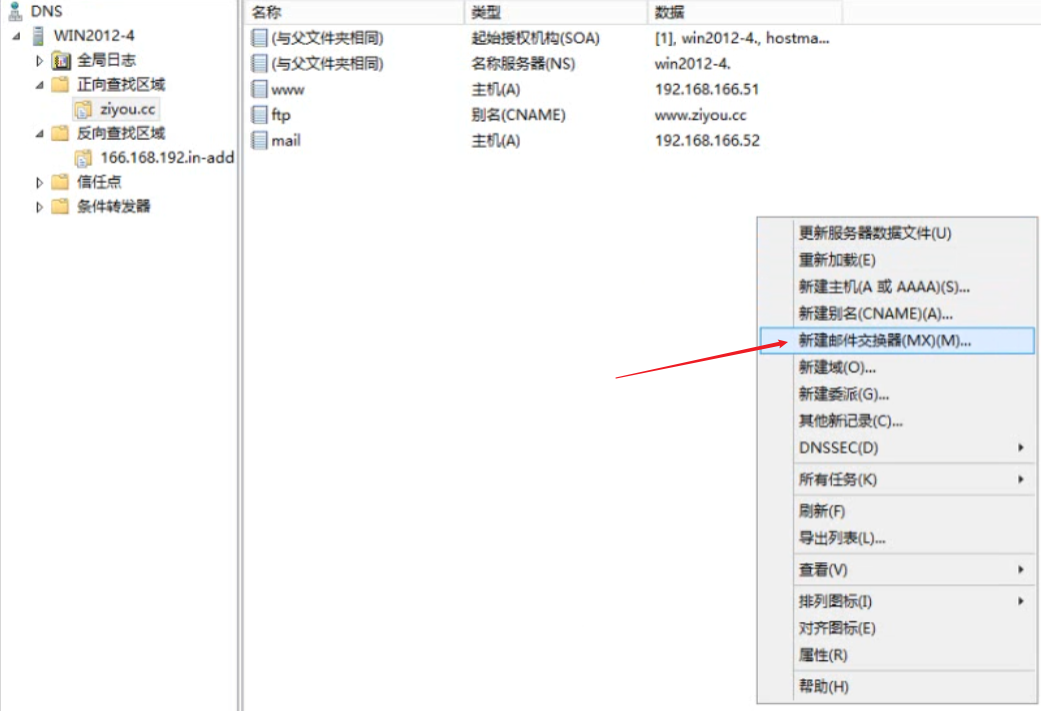 DNS
WIN2012-4
全局日志
正向查找区域
ziyou.cc
反向查找区域
166.168.192.in-add
信任点
条件转发器
名称 类型 数据
(与父文件夹相同) 起始授权机构(SOA) [1], win2012-4., hostma...
(与父文件夹相同) 名称服务器(NS) win2012-4.
www 主机(A) 192.168.166.51
ftp 别名(CNAME) www.ziyou.cc
mail 主机(A) 192.168.166.52
更新服务器数据文件(U)
重新加载(E)
新建主机(A 或 AAAA)(S)...
新建别名(CNAME)(A)...
新建邮件交换器(MX)(M)...
新建域(O)...
新建委派(G)...
其他新记录(C)...
DNSSEC(D)
所有任务(K)
刷新(F)
导出列表(L)...
查看(V)
排列图标(I)
对齐图标(E)
属性(R)
帮助(H)